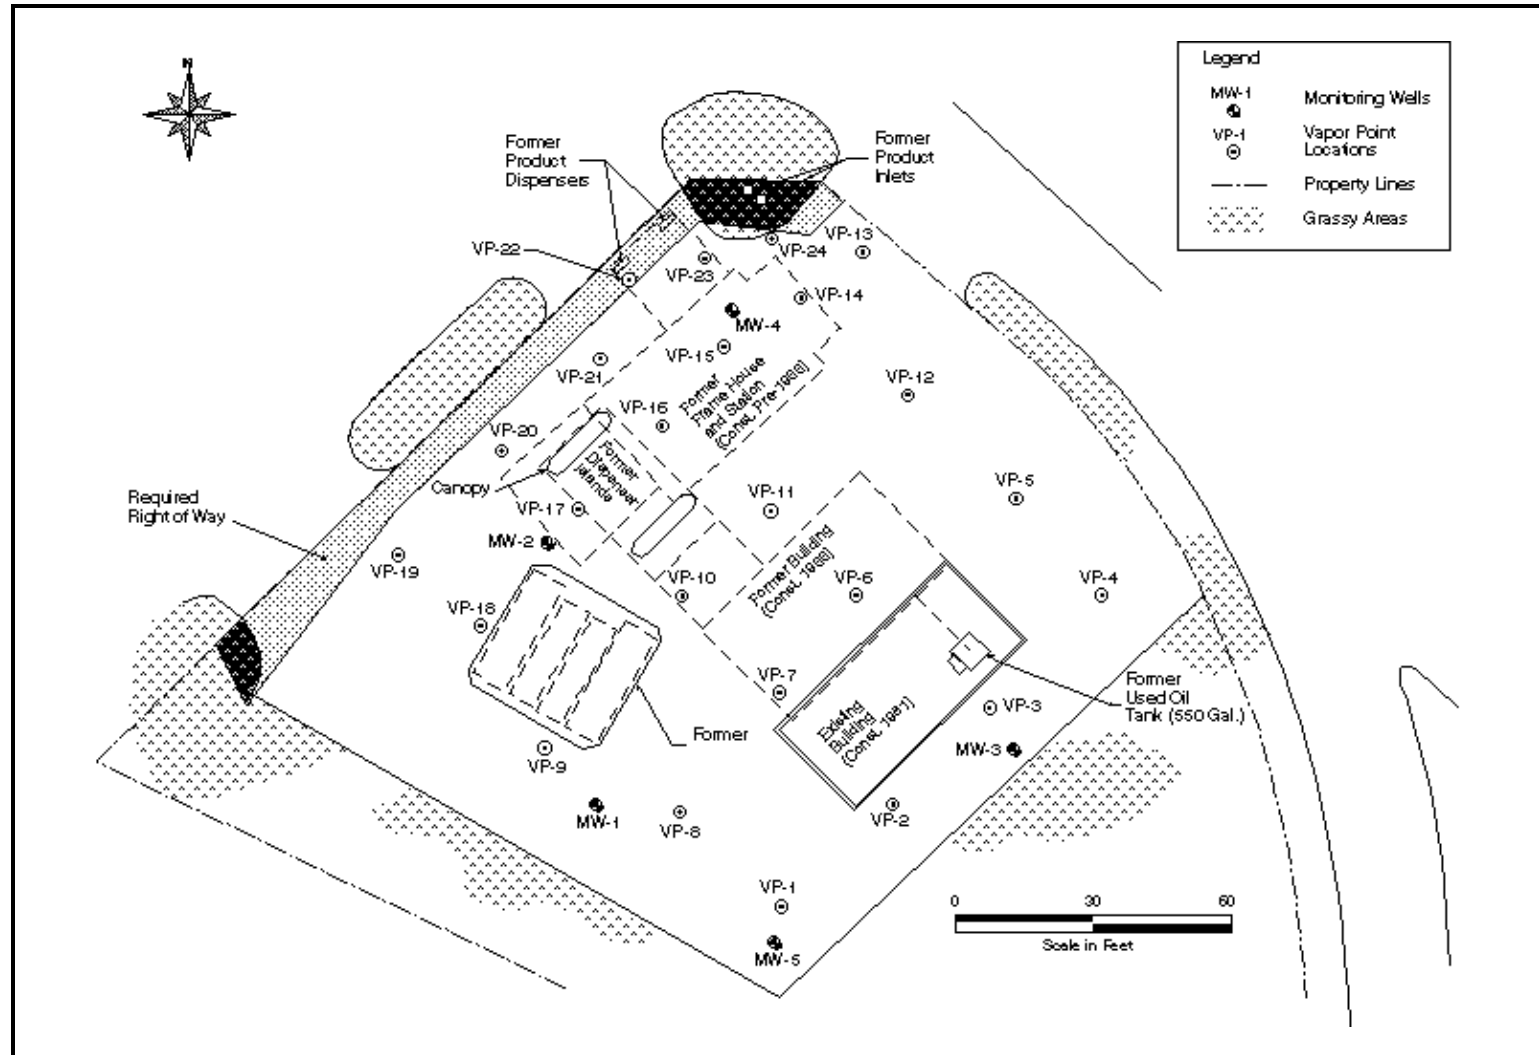 N
Legend
MW-1
Monitoring Wells
VP-1
Vapor Point
Locations
Property Lines
Grassy Areas
Former
Product
Dispensers
Former
Product
Inlets
VP-22
VP-23
VP-24
VP-13
VP-14
MW-4
VP-15
VP-21
VP-12
VP-16
Former
Frame House
and Station
(Const. Pre-1966)
VP-20
Former
Dispenser
Islands
Canopy
VP-17
VP-11
VP-5
Required
Right of Way
MW-2
VP-19
VP-10
Former Building
(Const. 1966)
VP-6
VP-4
VP-18
VP-7
Former
Used Oil
Tank (550 Gal.)
VP-3
Existing
Building
(Const. 1981)
Former
MW-3
VP-9
MW-1
VP-8
VP-2
VP-1
MW-5
0
30
60
Scale in Feet